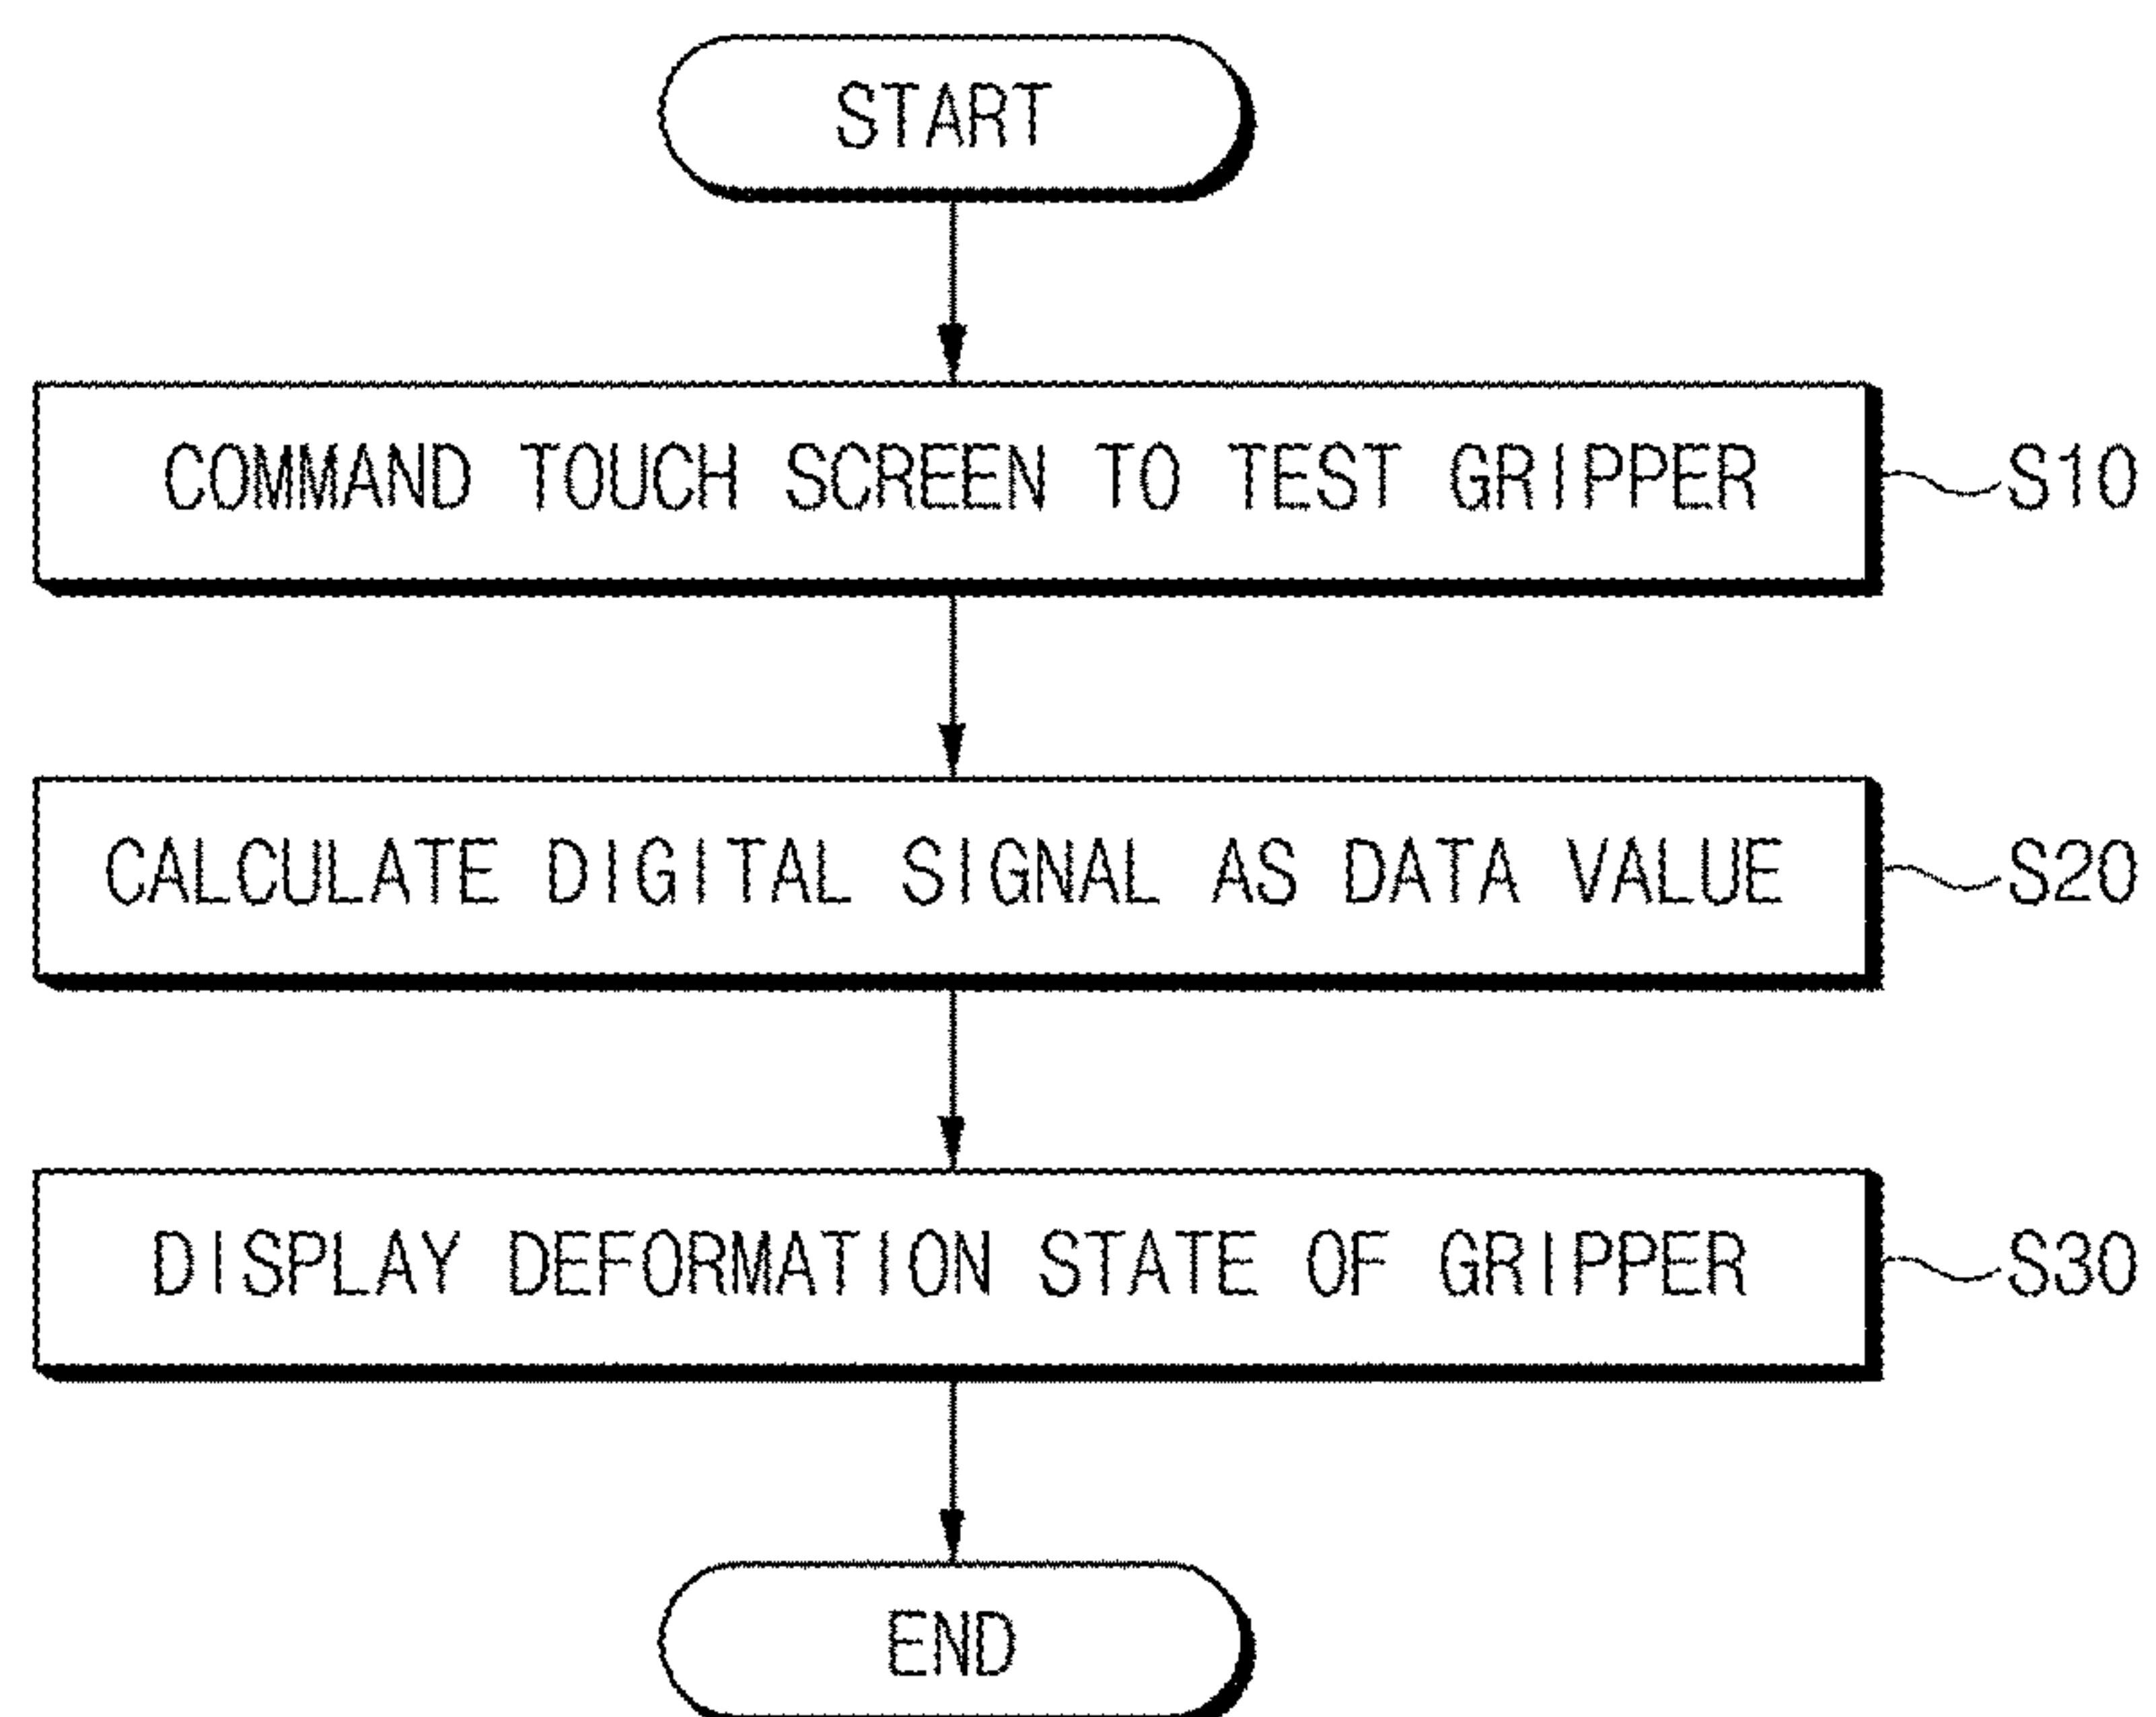 START
COMMAND TOUCH SCREEN TO TEST GRIPPER
S10
CALCULATE DIGITAL SIGNAL AS DATA VALUE
S20
DISPLAY DEFORMATION STATE OF GRIPPER
S30
END